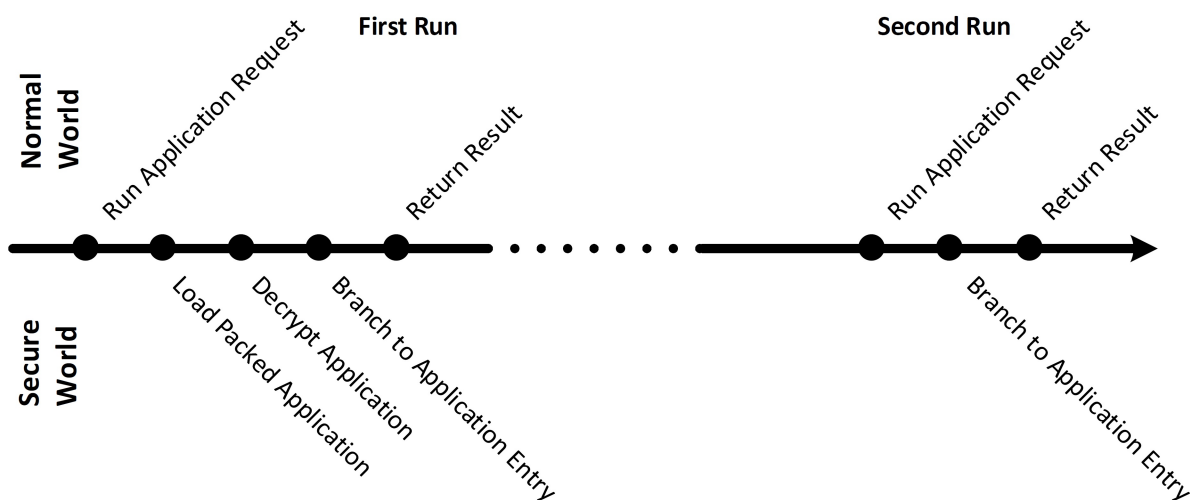 First Run
Second Run
Normal
World
Run Application Request
Return Result
Run Application Request
Return Result
Secure
World
Load Packed Application
Decrypt Application
Branch to Application Entry
Branch to Application Entry